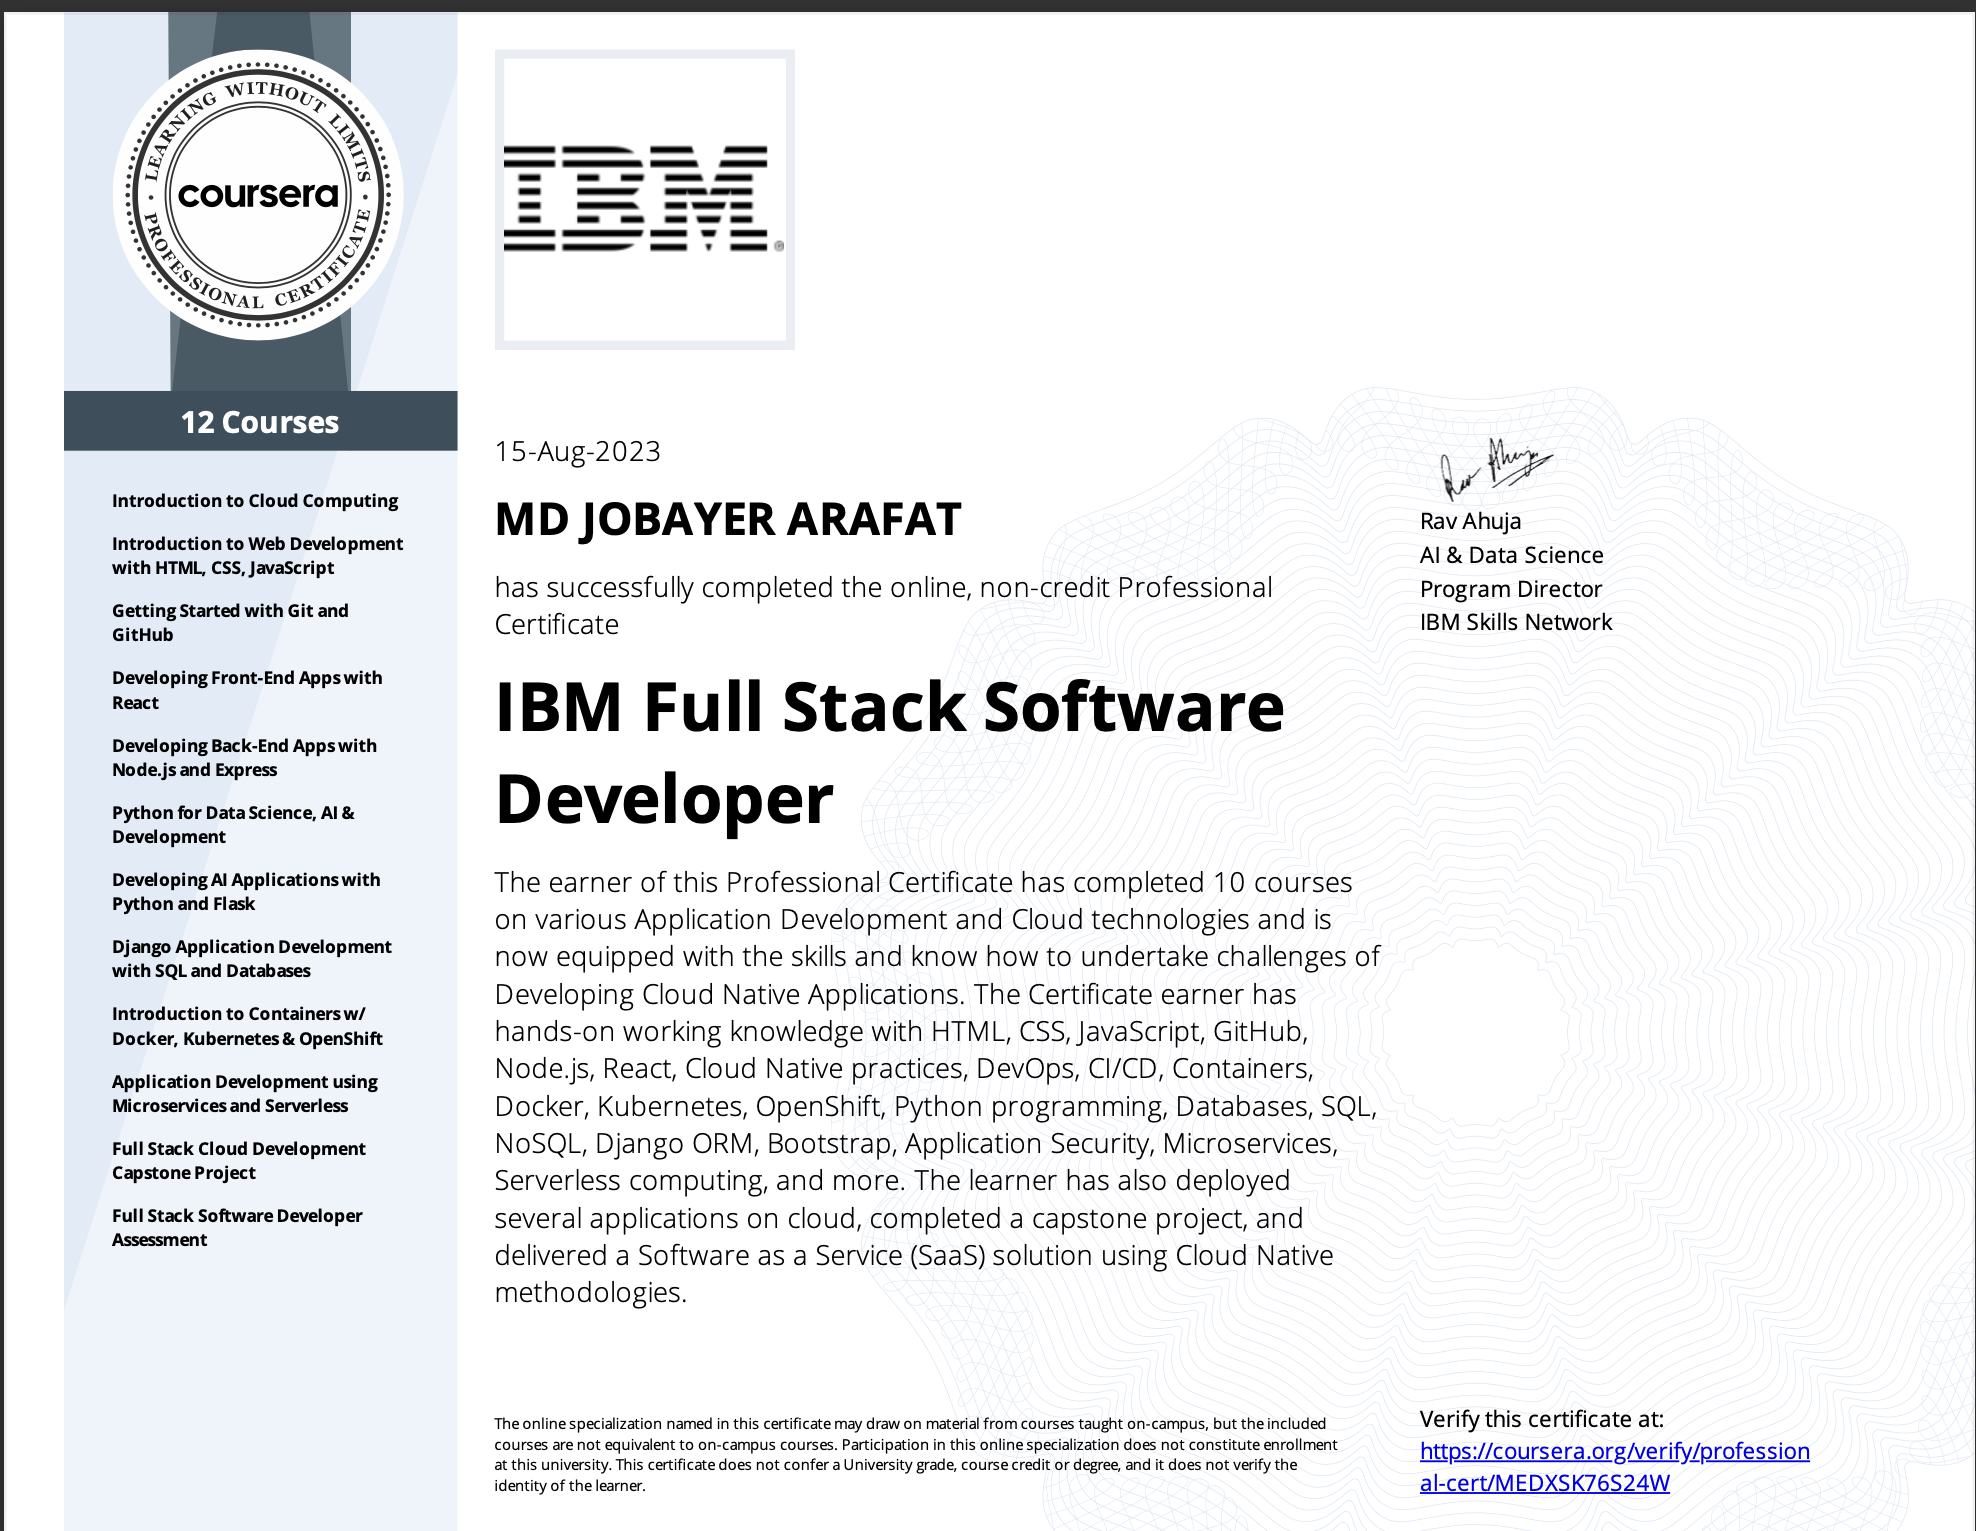 LEARNING WITHOUT LIMITS
coursera
PROFESSIONAL CERTIFICATE
12 Courses
Introduction to Cloud Computing
Introduction to Web Development
with HTML, CSS, JavaScript
Getting Started with Git and
GitHub
Developing Front-End Apps with
React
Developing Back-End Apps with
Node.js and Express
Python for Data Science, AI &
Development
Developing AI Applications with
Python and Flask
Django Application Development
with SQL and Databases
Introduction to Containers w/
Docker, Kubernetes & OpenShift
Application Development using
Microservices and Serverless
Full Stack Cloud Development
Capstone Project
Full Stack Software Developer
Assessment
IBM®
15-Aug-2023
MD JOBAYER ARAFAT
has successfully completed the online, non-credit Professional
Certificate
IBM Full Stack Software
Developer
The earner of this Professional Certificate has completed 10 courses
on various Application Development and Cloud technologies and is
now equipped with the skills and know how to undertake challenges of
Developing Cloud Native Applications. The Certificate earner has
hands-on working knowledge with HTML, CSS, JavaScript, GitHub,
Node.js, React, Cloud Native practices, DevOps, CI/CD, Containers,
Docker, Kubernetes, OpenShift, Python programming, Databases, SQL,
NoSQL, Django ORM, Bootstrap, Application Security, Microservices,
Serverless computing, and more. The learner has also deployed
several applications on cloud, completed a capstone project, and
delivered a Software as a Service (SaaS) solution using Cloud Native
methodologies.
Rav Ahuja
Rav Ahuja
AI & Data Science
Program Director
IBM Skills Network
The online specialization named in this certificate may draw on material from courses taught on-campus, but the included
courses are not equivalent to on-campus courses. Participation in this online specialization does not constitute enrollment
at this university. This certificate does not confer a University grade, course credit or degree, and it does not verify the
identity of the learner.
Verify this certificate at:
https://coursera.org/verify/profession
al-cert/MEDXSK76S24W